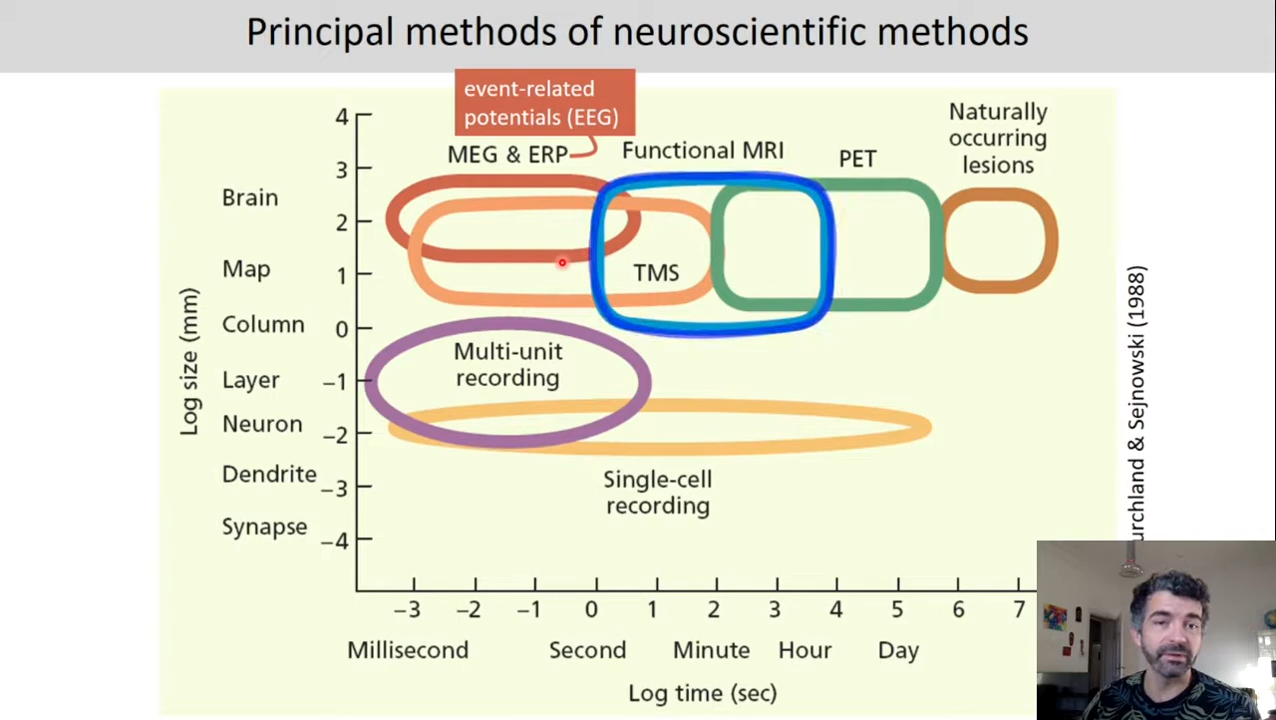 Principal methods of neuroscientific methods
event-related
potentials (EEG)
MEG & ERP
Functional MRI
PET
Naturally
occurring
lesions
TMS
Multi-unit
recording
Single-cell
recording
Log size (mm)
Brain
Map
Column
Layer
Neuron
Dendrite
Synapse
4
3
2
1
0
–1
–2
–3
–4
–3 –2 –1 0 1 2 3 4 5 6 7
Millisecond Second Minute Hour Day
Log time (sec)
& Sejnowski (1988)